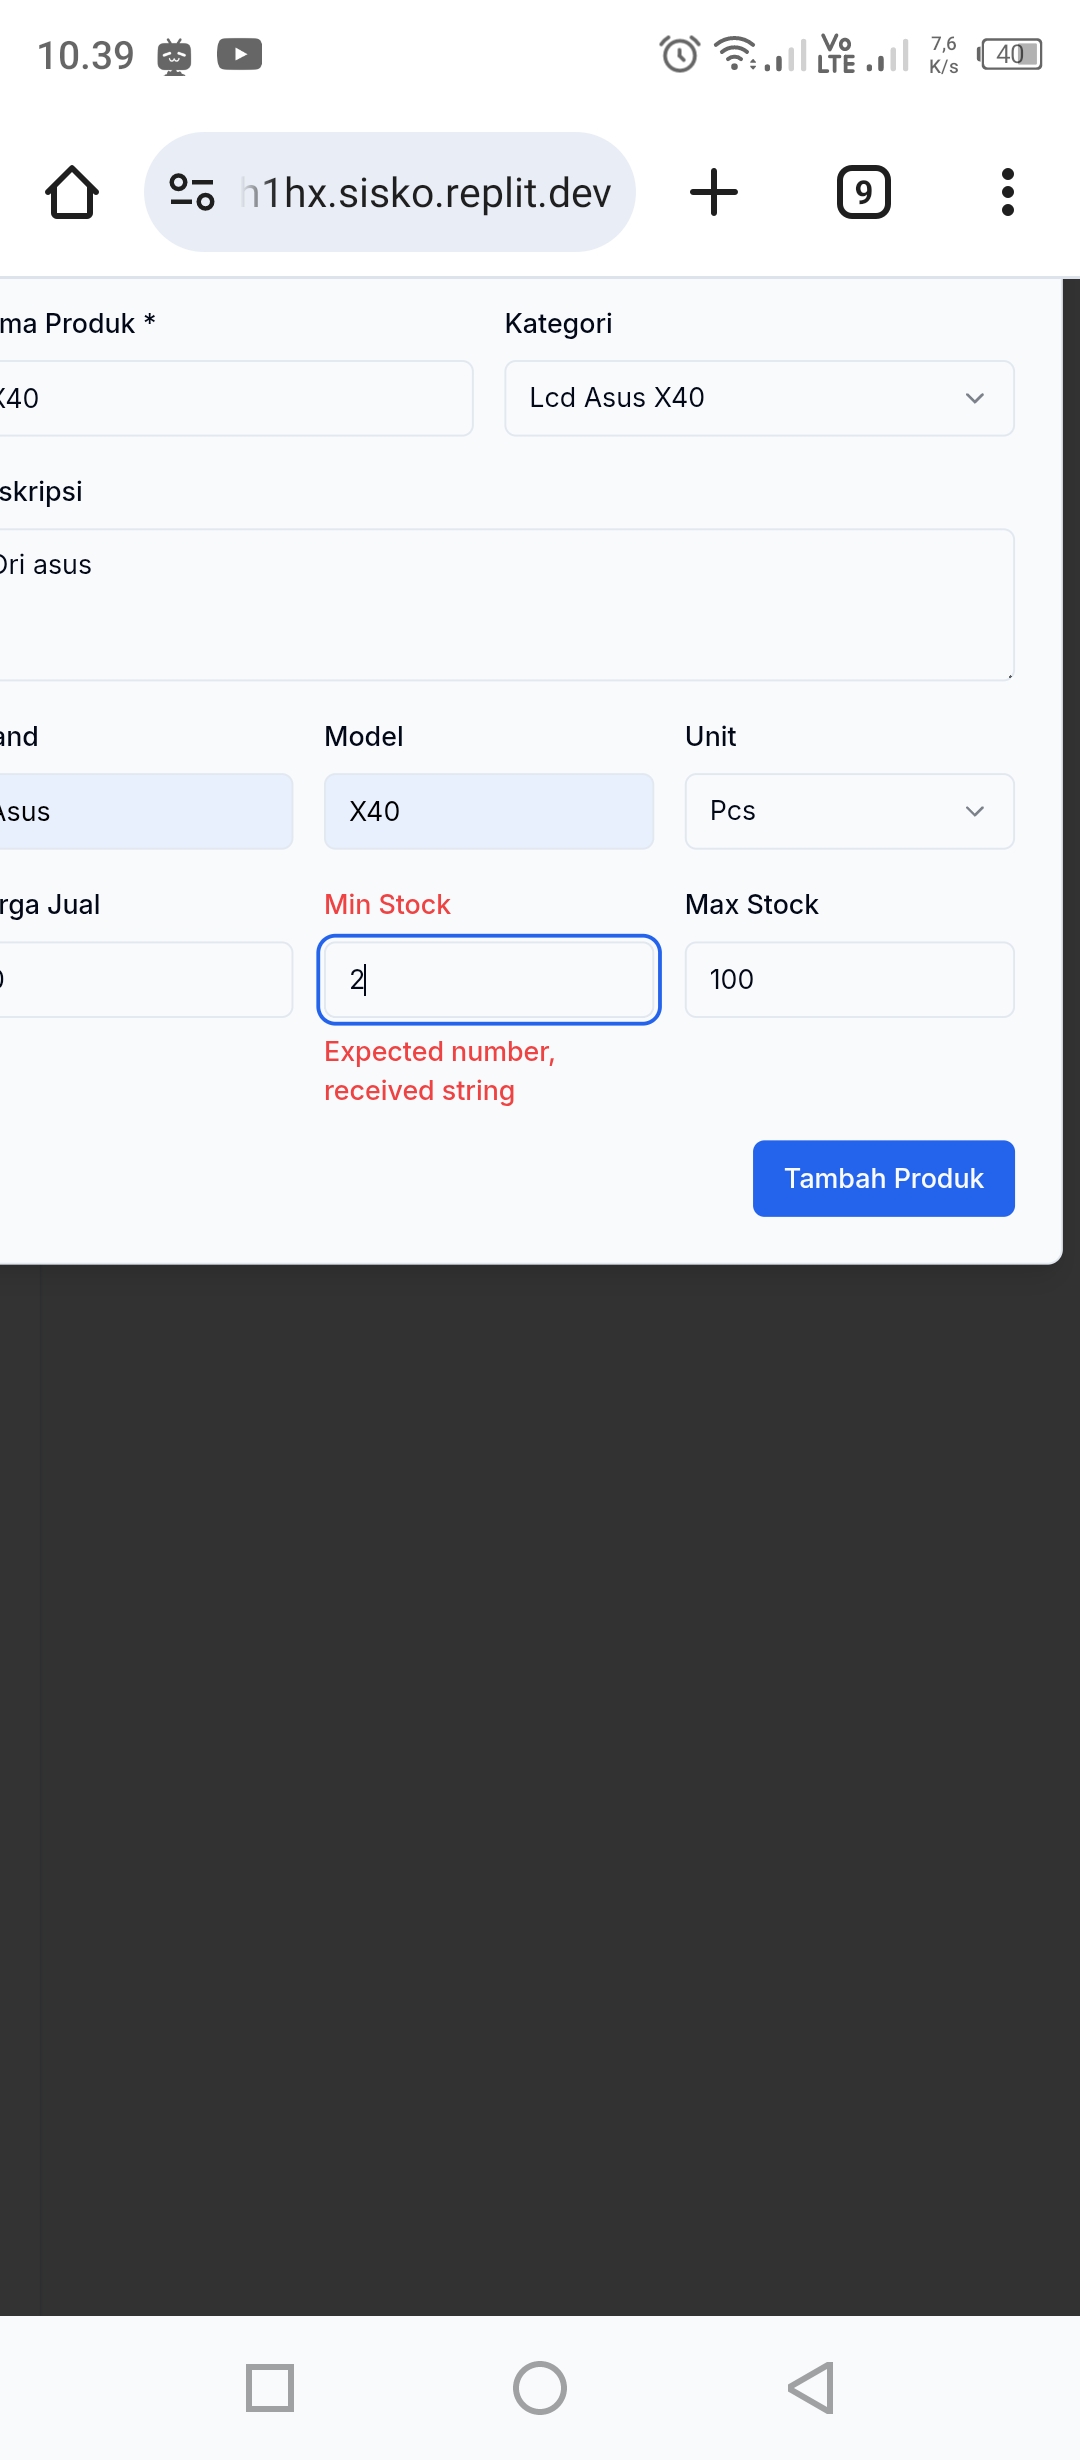 10.39
Vo
LTE
7,6
K/s
40
h1hx.sisko.replit.dev
9
ma Produk *
Kategori
X40
Lcd Asus X40
skripsi
Ori asus
and
Model
Unit
Asus
X40
Pcs
rga Jual
Min Stock
Max Stock
0
2
100
Expected number,
received string
Tambah Produk